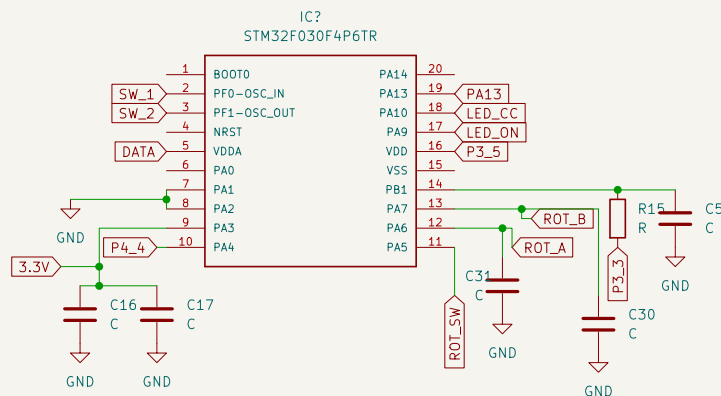 IC?
STM32F030F4P6TR
1 BOOT0 PA14 20
SW_1 2 PF0-OSC_IN PA13 19 PA13
SW_2 3 PF1-OSC_OUT PA10 18 LED_CC
4 NRST PA9 17 LED_ON
DATA 5 VDDA VDD 16 P3_5
6 PA0 VSS 15
7 PA1 PB1 14
8 PA2 PA7 13
GND 9 PA3 PA6 12
P4_4 10 PA4 PA5 11
ROT_B
ROT_A
R15
R
C5
C
3.3V
P3_3
C31
C
GND
C16
C
C17
C
ROT_SW
C30
C
GND
GND
GND
GND